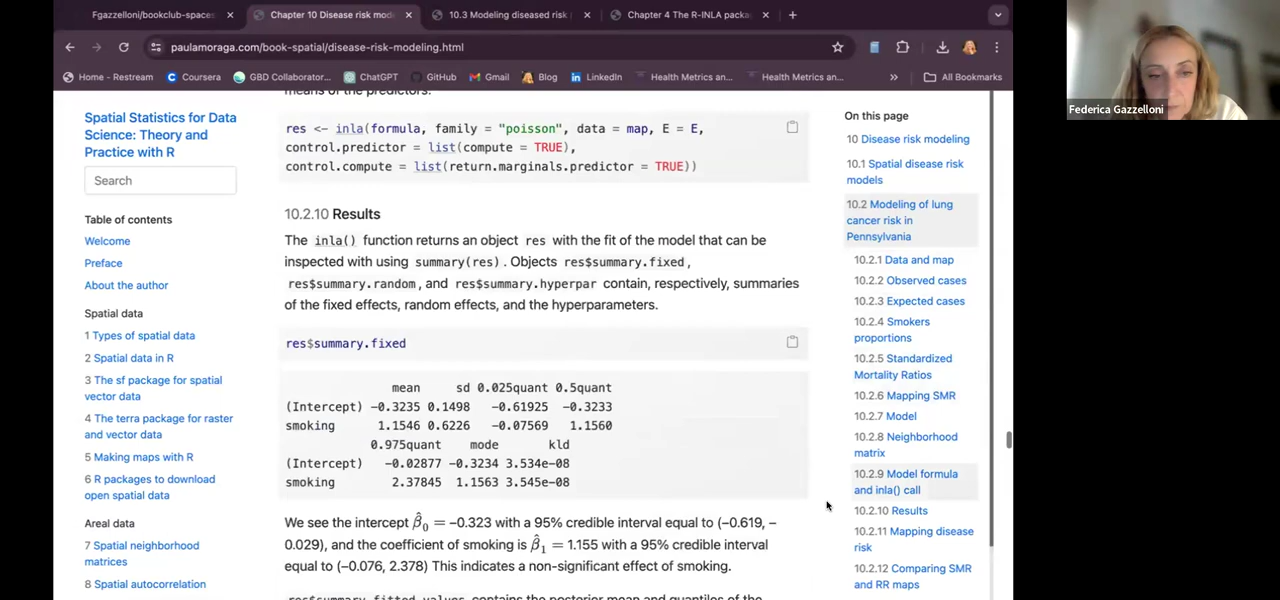 Fgazzelloni/bookclub-spaces
Chapter 10 Disease risk mode
10.3 Modeling diseased risk
Chapter 4 The R-INLA packa
paulamoraga.com/book-spatial/disease-risk-modeling.html
Home - Restream
Coursera
GBD Collaborator...
ChatGPT
GitHub
Gmail
Blog
LinkedIn
Health Metrics an...
Health Metrics an...
»
All Bookmarks
Federica Gazzelloni
Spatial Statistics for Data
Science: Theory and
Practice with R
Search
Table of contents
Welcome
Preface
About the author
Spatial data
1 Types of spatial data
2 Spatial data in R
3 The sf package for spatial
vector data
4 The terra package for raster
and vector data
5 Making maps with R
6 R packages to download
open spatial data
Areal data
7 Spatial neighborhood
matrices
8 Spatial autocorrelation
means of the predictors.
res <- inla(formula, family = "poisson", data = map, E = E,
control.predictor = list(compute = TRUE),
control.compute = list(return.marginals.predictor = TRUE))
10.2.10 Results
The inla() function returns an object res with the fit of the model that can be
inspected with using summary(res). Objects res$summary.fixed,
res$summary.random, and res$summary.hyperpar contain, respectively, summaries
of the fixed effects, random effects, and the hyperparameters.
res$summary.fixed
mean sd 0.025quant 0.5quant
(Intercept) -0.3235 0.1498 -0.61925 -0.3233
smoking 1.1546 0.6226 -0.07569 1.1560
0.975quant mode kld
(Intercept) -0.02877 -0.3234 3.534e-08
smoking 2.37845 1.1563 3.545e-08
We see the intercept β̂0 = −0.323 with a 95% credible interval equal to (−0.619, −
0.029), and the coefficient of smoking is β̂1 = 1.155 with a 95% credible interval
equal to (−0.076, 2.378) This indicates a non-significant effect of smoking.
res$summary.fitted.values contains the posterior mean and quantiles of the
On this page
10 Disease risk modeling
10.1 Spatial disease risk
models
10.2 Modeling of lung
cancer risk in
Pennsylvania
10.2.1 Data and map
10.2.2 Observed cases
10.2.3 Expected cases
10.2.4 Smokers
proportions
10.2.5 Standardized
Mortality Ratios
10.2.6 Mapping SMR
10.2.7 Model
10.2.8 Neighborhood
matrix
10.2.9 Model formula
and inla() call
10.2.10 Results
10.2.11 Mapping disease
risk
10.2.12 Comparing SMR
and RR maps